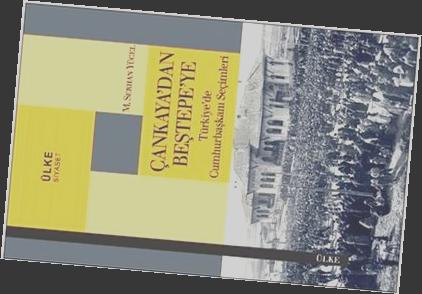 M. SERHAN YÜCEL
ÇANKAYA'DAN
BEŞTEPE'YE
Türkiye'de
Cumhurbaşkanı Seçimleri
ÜLKE
SİYASET
ÜLKE